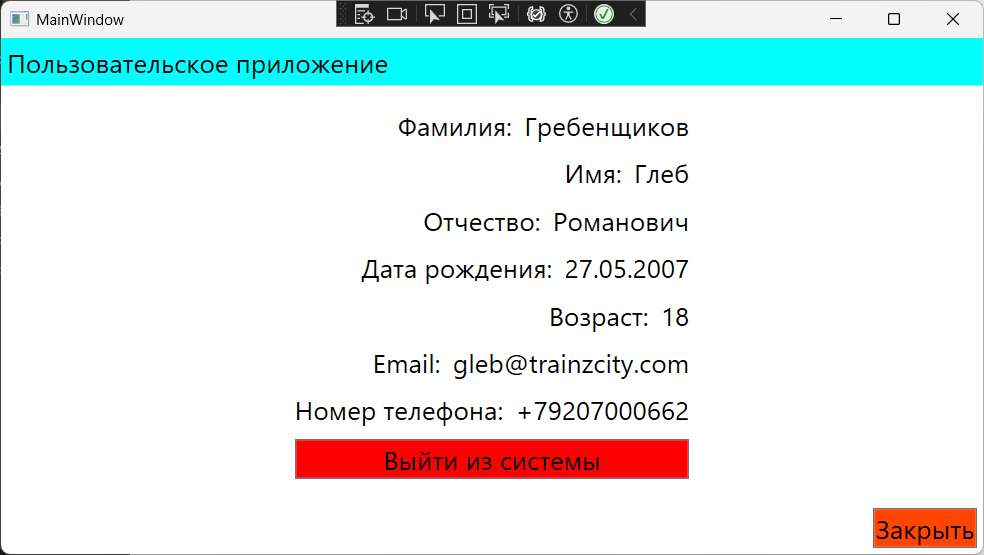 MainWindow
Пользовательское приложение
Фамилия: Гребенщиков
Имя: Глеб
Отчество: Романович
Дата рождения: 27.05.2007
Возраст: 18
Email: gleb@trainzcity.com
Номер телефона: +79207000662
Выйти из системы
Закрыть